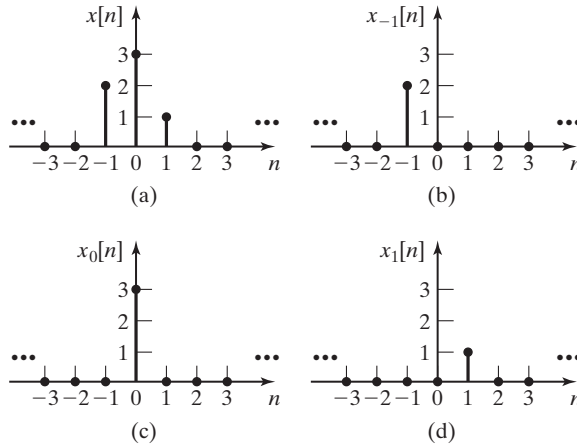 x[n]
3
2
1
••• •••
−3 −2 −1 0 1 2 3 n
(a)
x₋₁[n]
3
2
1
••• •••
−3 −2 −1 0 1 2 3 n
(b)
x₀[n]
3
2
1
••• •••
−3 −2 −1 0 1 2 3 n
(c)
x₁[n]
3
2
1
••• •••
−3 −2 −1 0 1 2 3 n
(d)